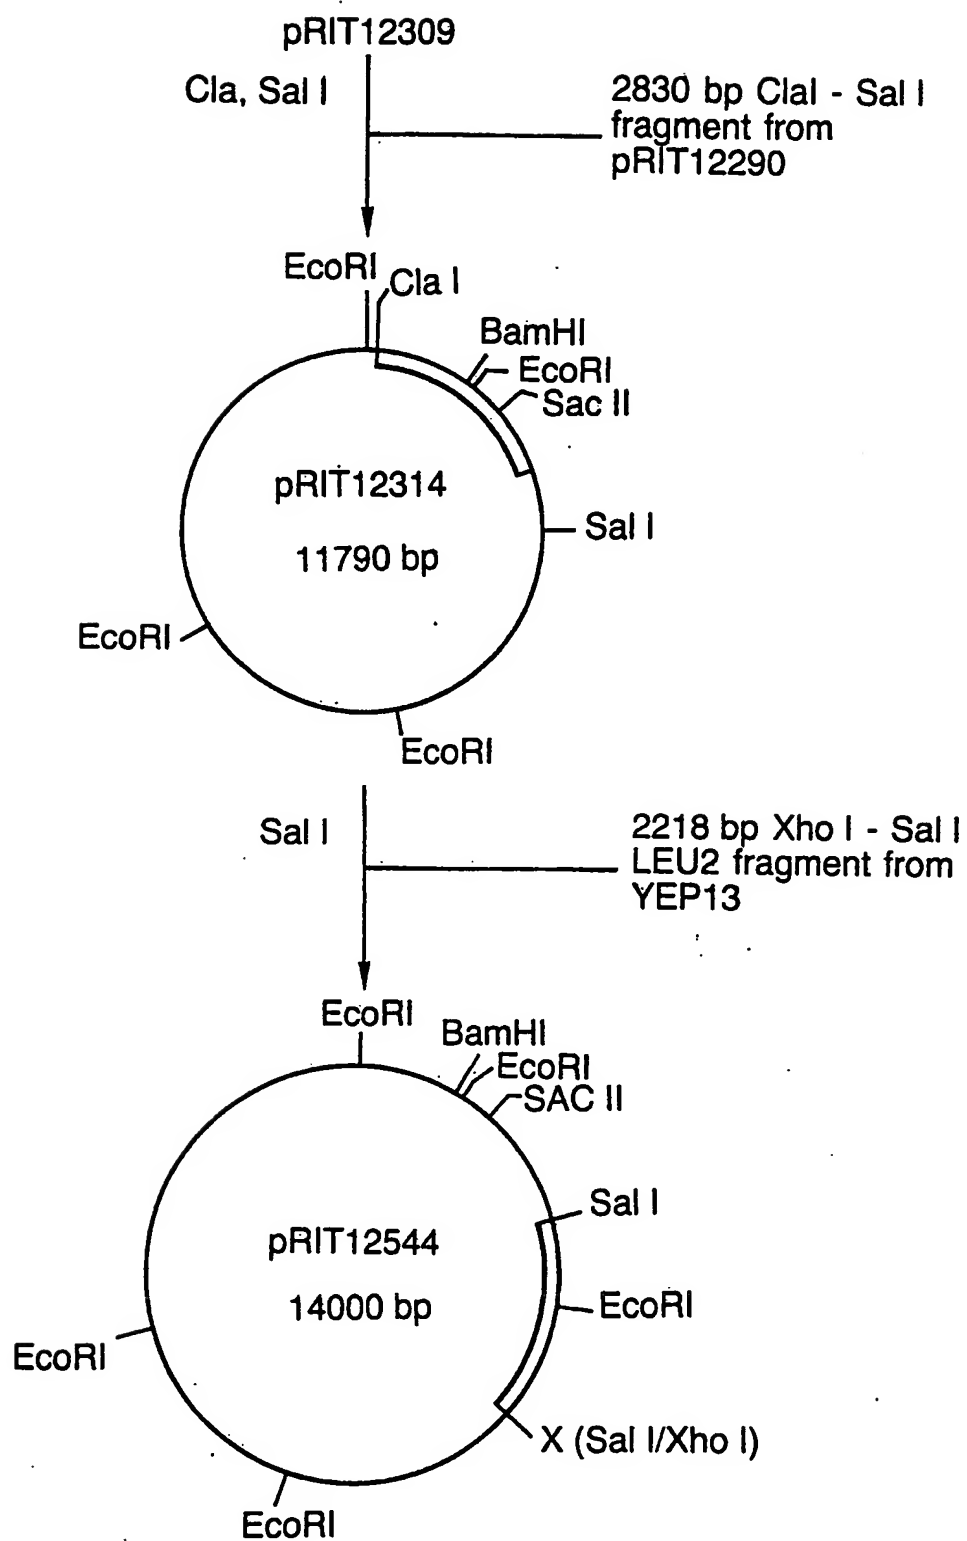 pRIT12309
Cla, Sal I
2830 bp ClaI - Sal I
fragment from
pRIT12290
EcoRI
Cla I
BamHI
EcoRI
Sac II
pRIT12314
11790 bp
Sal I
EcoRI
EcoRI
Sal I
2218 bp Xho I - Sal I
LEU2 fragment from
YEP13
EcoRI
BamHI
EcoRI
SAC II
Sal I
pRIT12544
14000 bp
EcoRI
EcoRI
X (Sal I/Xho I)
EcoRI